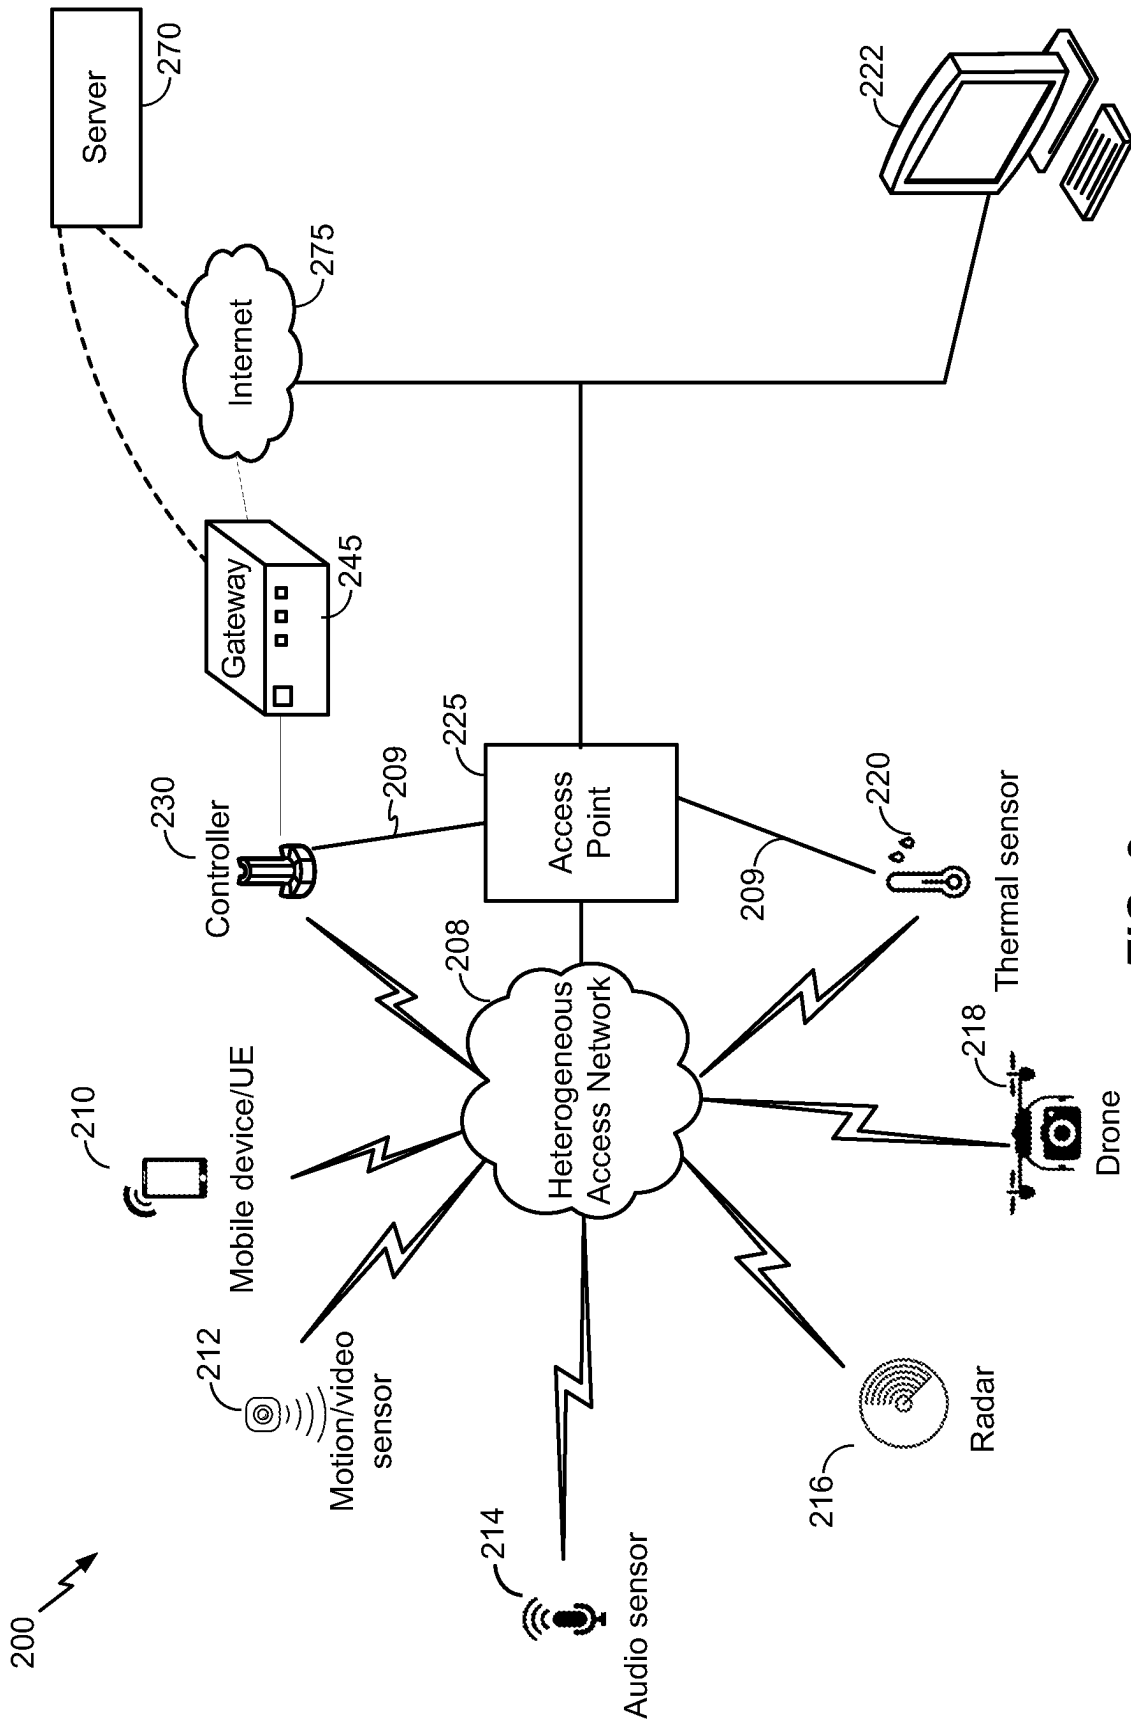 200
Server
270
Internet
275
Gateway
245
230
Controller
209
225
Access
Point
222
210
Mobile device/UE
208
Heterogeneous
Access Network
212
Motion/video
sensor
214
Audio sensor
216
Radar
218
Drone
209
220
Thermal sensor